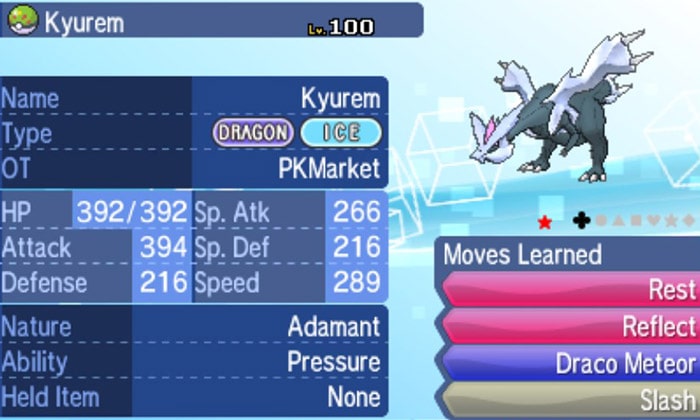 Kyurem Lv.100
Name Kyurem
Type DRAGON ICE
OT PKMarket
HP 392/392 Sp. Atk 266
Attack 394 Sp. Def 216
Defense 216 Speed 289
Nature Adamant
Ability Pressure
Held Item None
Moves Learned
Rest
Reflect
Draco Meteor
Slash